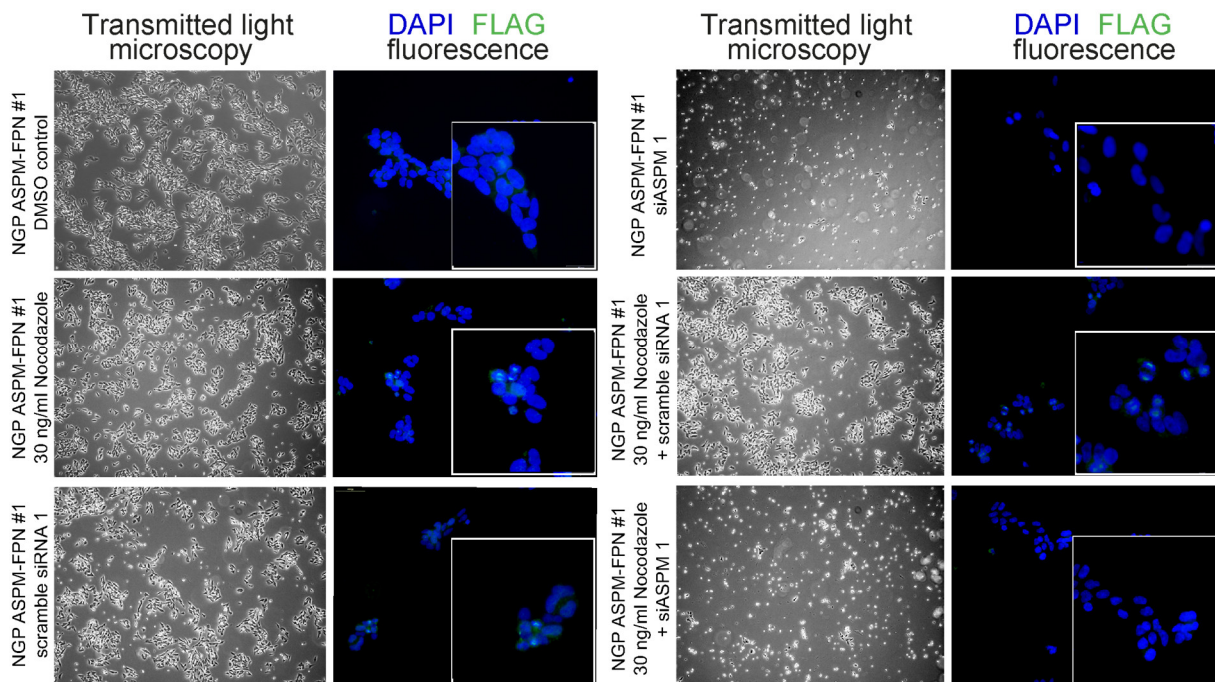 Transmitted light
microscopy
DAPI FLAG
fluorescence
Transmitted light
microscopy
DAPI FLAG
fluorescence
NGP ASPM-FPN #1
DMSO control
NGP ASPM-FPN #1
siASPM 1
NGP ASPM-FPN #1
30 ng/ml Nocodazole
NGP ASPM-FPN #1
30 ng/ml Nocodazole
+ scramble siRNA 1
NGP ASPM-FPN #1
scramble siRNA 1
NGP ASPM-FPN #1
30 ng/ml Nocodazole
+ siASPM 1